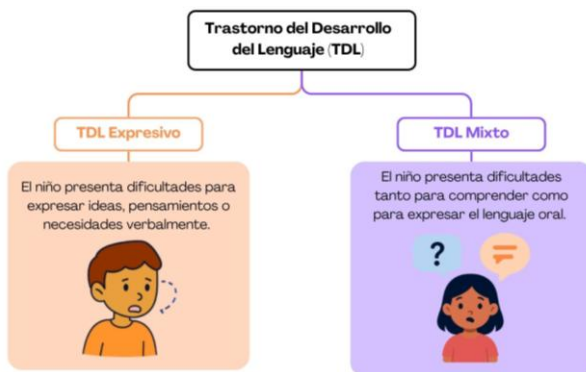 Trastorno del Desarrollo
del Lenguaje (TDL)
TDL Expresivo
El niño presenta dificultades para
expresar ideas, pensamientos o
necesidades verbalmente.
TDL Mixto
El niño presenta dificultades
tanto para comprender como
para expresar el lenguaje oral.
?